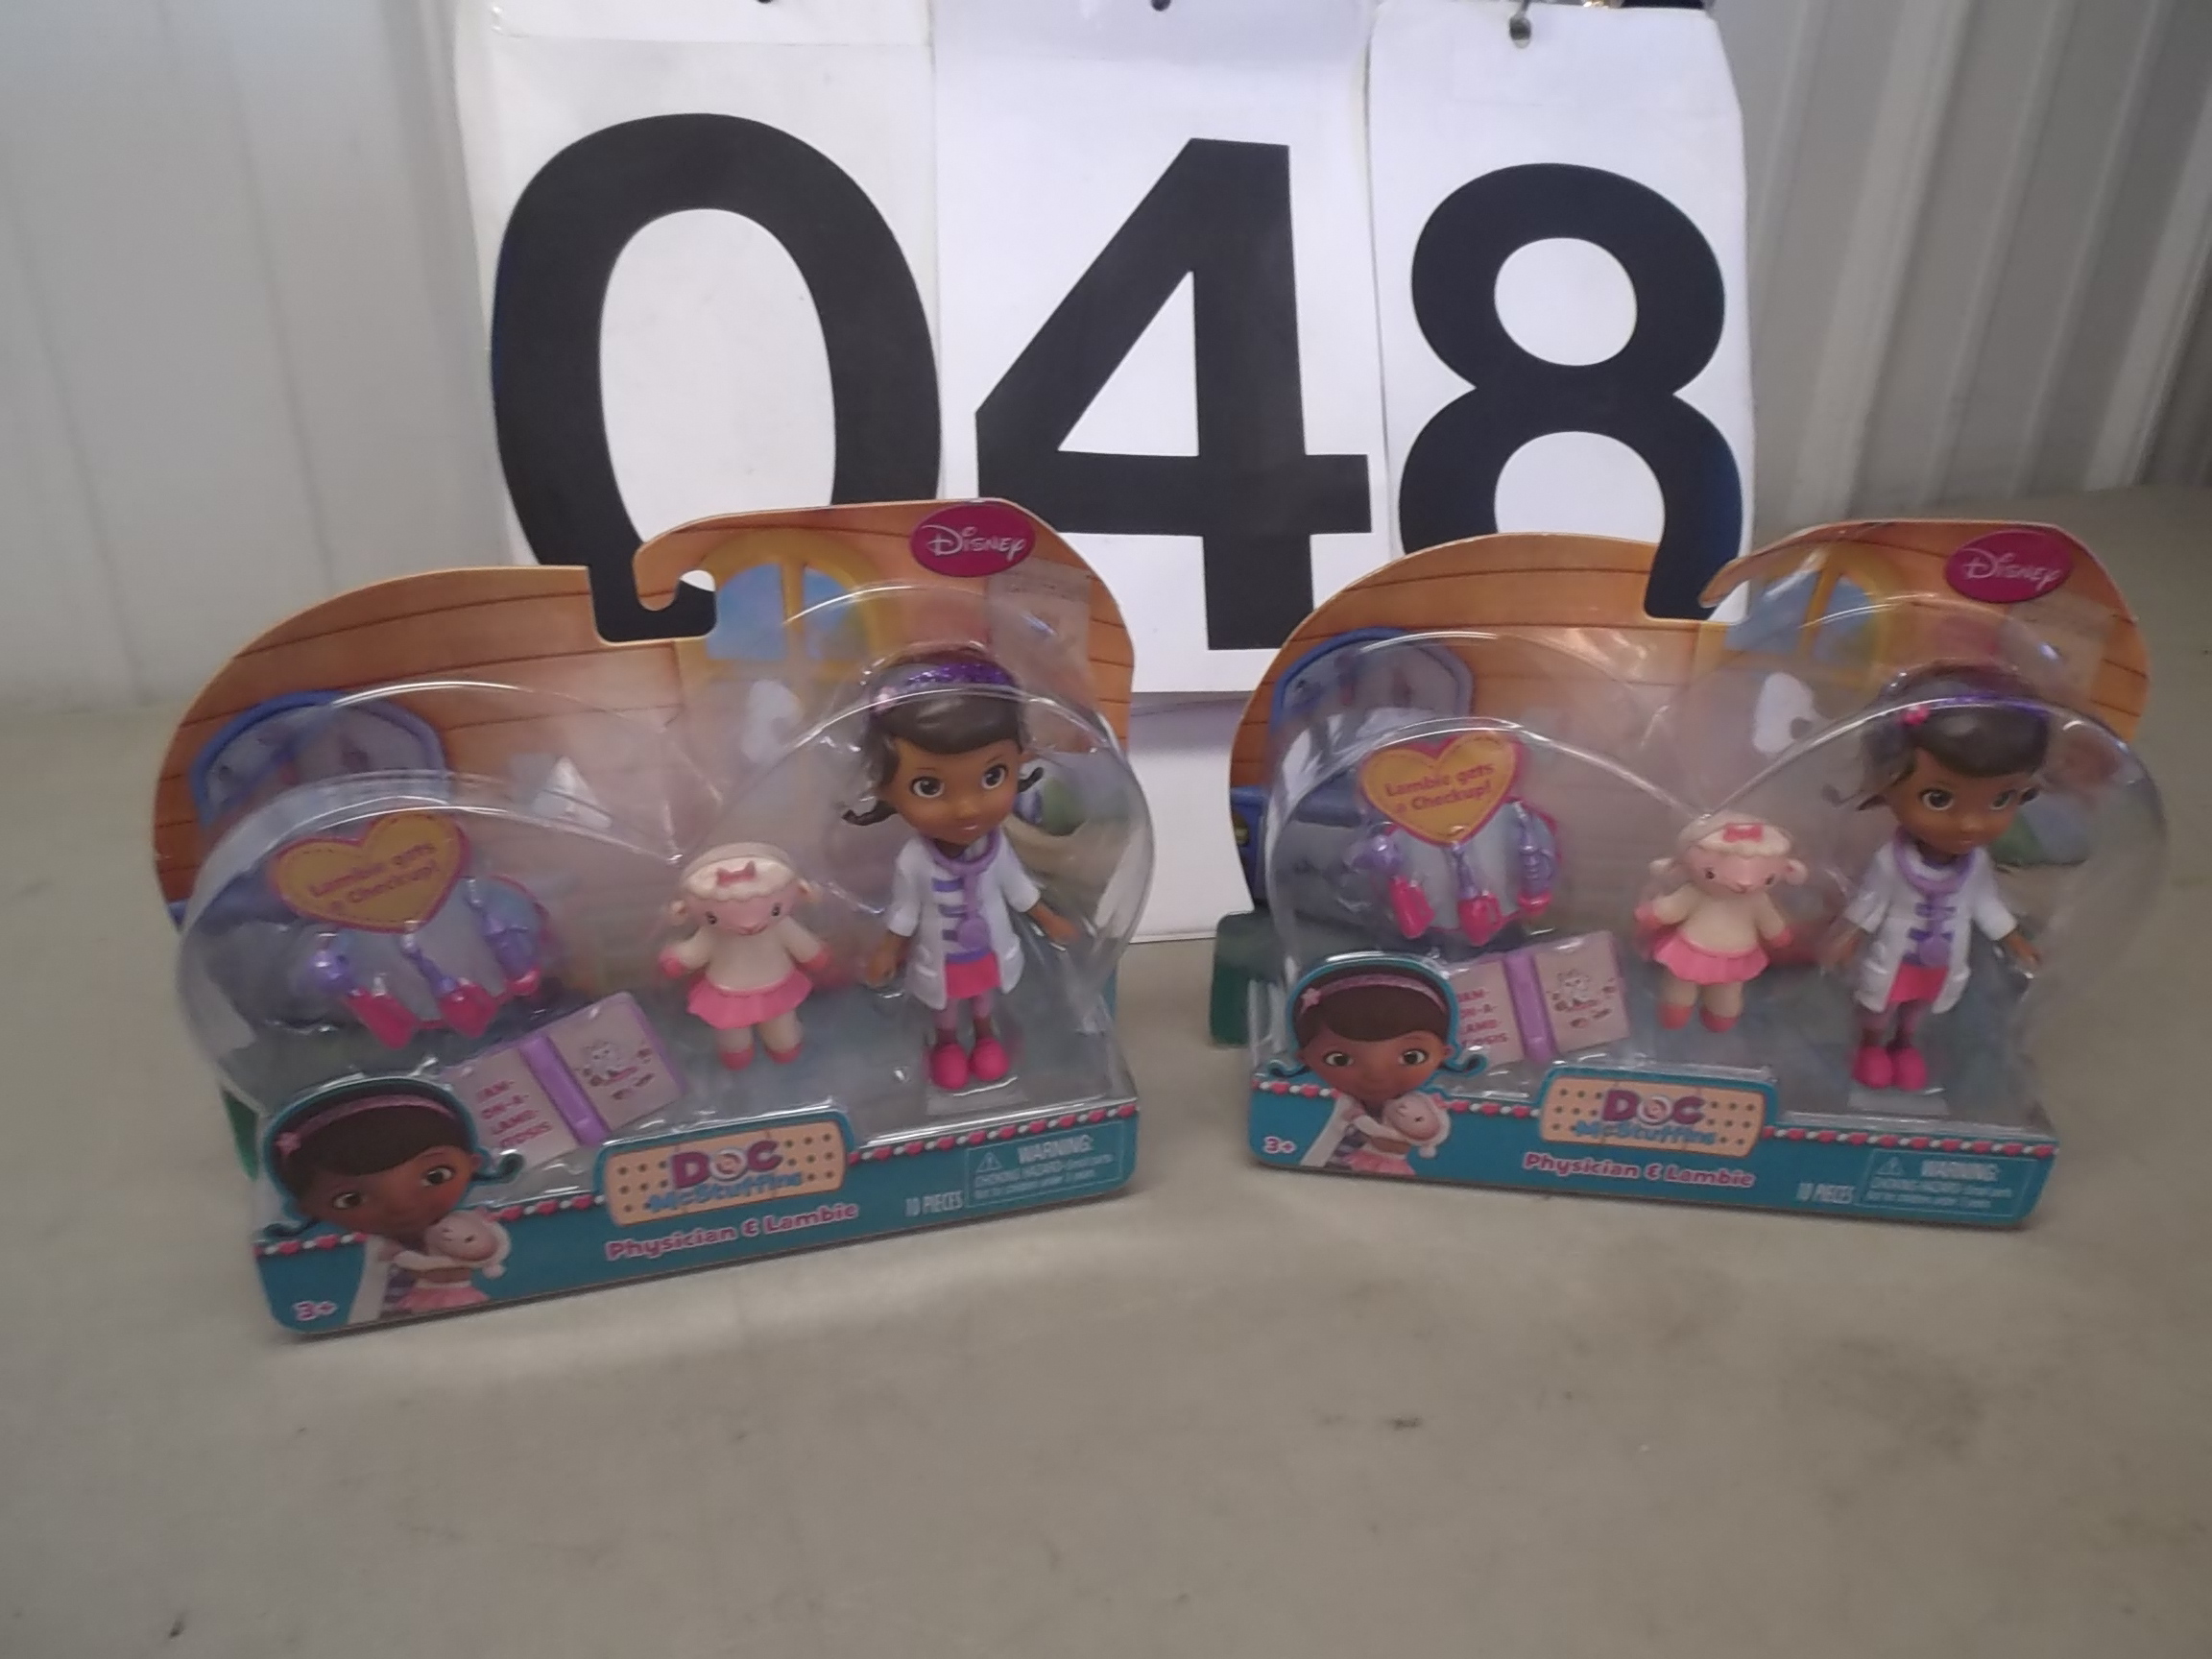 048
Disney
Lambie gets
a Checkup!
DOC
McStuffins
Physician & Lambie
10 PIECES
WARNING:
3+
Disney
Lambie gets
a Checkup!
DOC
McStuffins
Physician & Lambie
10 PIECES
WARNING:
3+